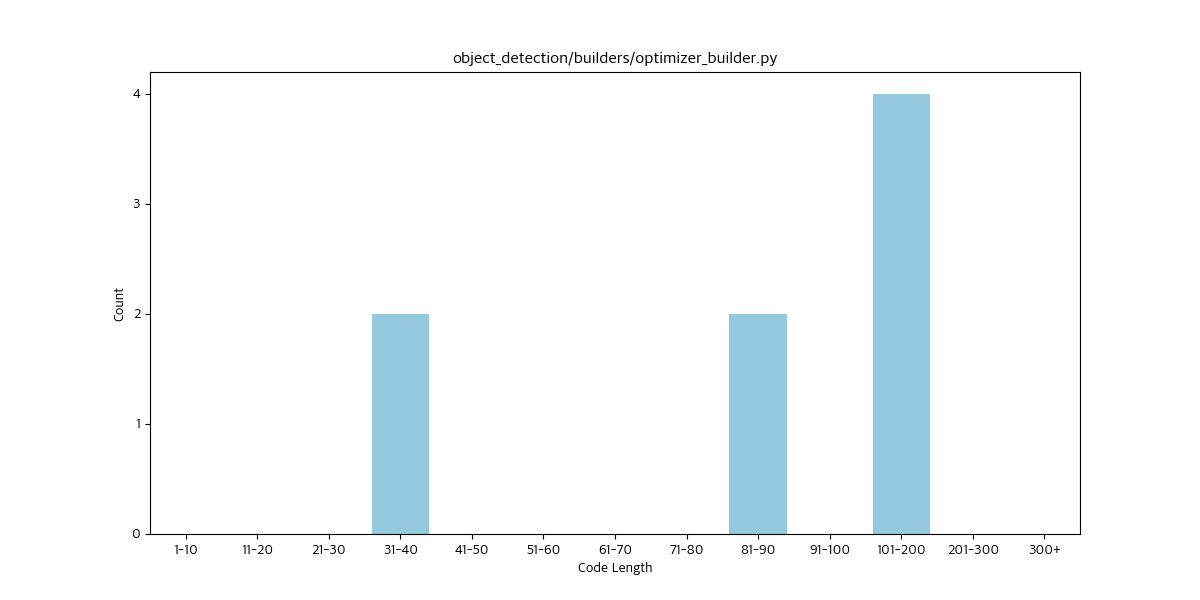 object_detection/builders/optimizer_builder.py
4
3
2
1
0
Count
1-10 11-20 21-30 31-40 41-50 51-60 61-70 71-80 81-90 91-100 101-200 201-300 300+
Code Length